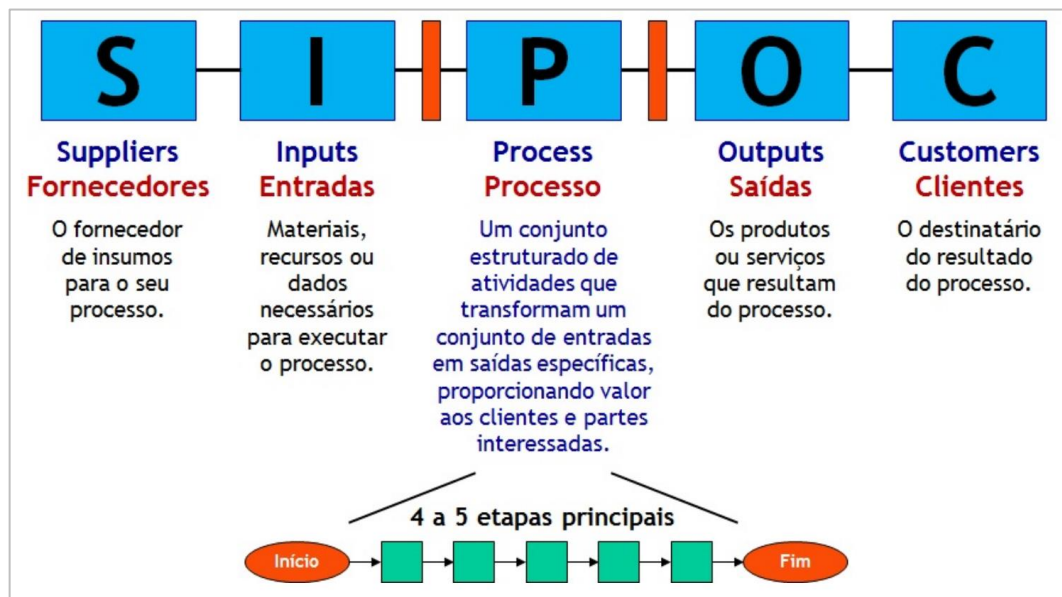 S I P O C
Suppliers
Fornecedores
O fornecedor
de insumos
para o seu
processo.
Inputs
Entradas
Materiais,
recursos ou
dados
necessários
para executar
o processo.
Process
Processo
Um conjunto
estruturado de
atividades que
transformam um
conjunto de entradas
em saídas específicas,
proporcionando valor
aos clientes e partes
interessadas.
Outputs
Saídas
Os produtos
ou serviços
que resultam
do processo.
Customers
Clientes
O destinatário
do resultado
do processo.
4 a 5 etapas principais
Início
Fim